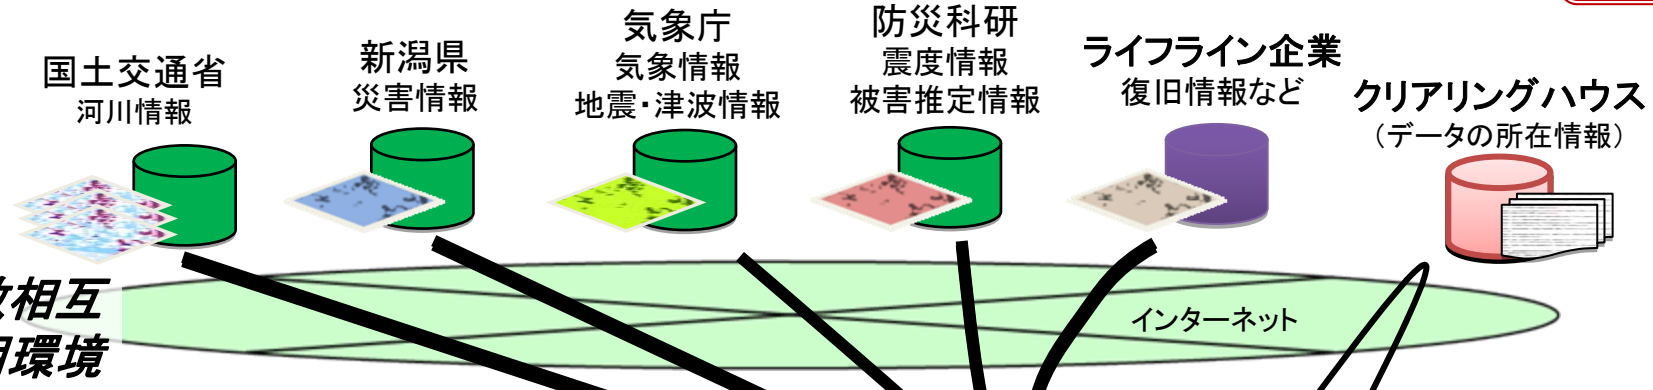 国土交通省
河川情報
新潟県
災害情報
気象庁
気象情報
地震・津波情報
防災科研
震度情報
被害推定情報
ライフライン企業
復旧情報など
クリアリングハウス
（データの所在情報）
相互
環境
インターネット